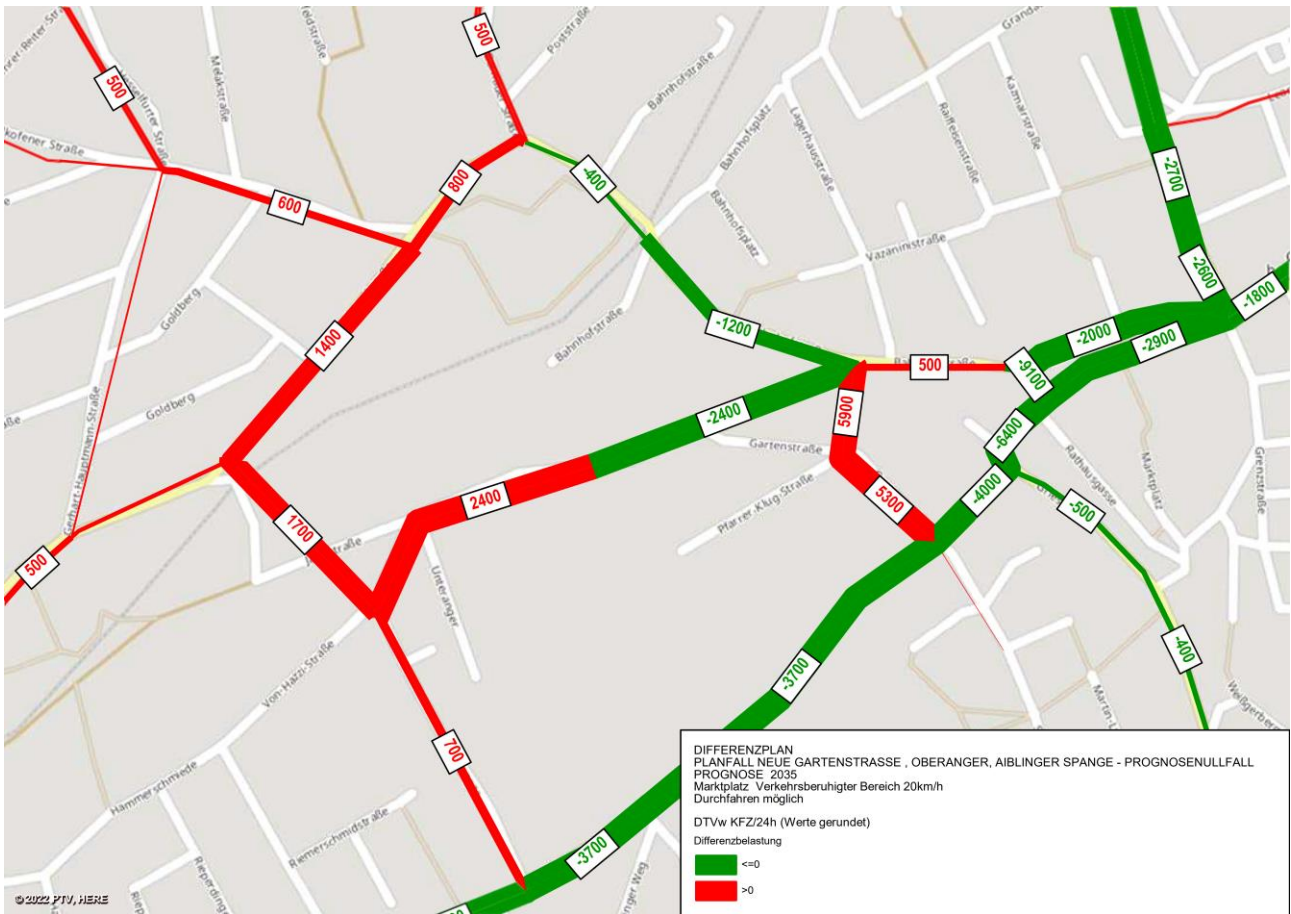 500
500
Poststraße
Melakstraße
600
800
-400
Bahnhofstraße
Bahnhofsplatz
Bahnhofsplatz
Lagerhausstraße
Raiffeisenstraße
Kazmairstraße
Vazaninistraße
-2700
-2600
-1800
Goldberg
Goldberg
1400
Bahnhofstraße
-1200
500
-9100
-2000
-2900
Gerhart-Hauptmann-Straße
-2400
5900
Gartenstraße
-6400
Rathausgasse
Marktplatz
Grenzstraße
2400
5300
-4000
-500
1700
Pfarrer-Klug-Straße
500
Unteranger
Von-Hazzi-Straße
-3700
-400
700
Hammerschmiede
Riemerschmidstraße
-3700
DIFFERENZPLAN
PLANFALL NEUE GARTENSTRASSE , OBERANGER, AIBLINGER SPANGE - PROGNOSENULLFALL
PROGNOSE 2035
Marktplatz Verkehrsberuhigter Bereich 20km/h
Durchfahren möglich
DTVw KFZ/24h (Werte gerundet)
Differenzbelastung
<=0
>0
© 2022 PTV, HERE